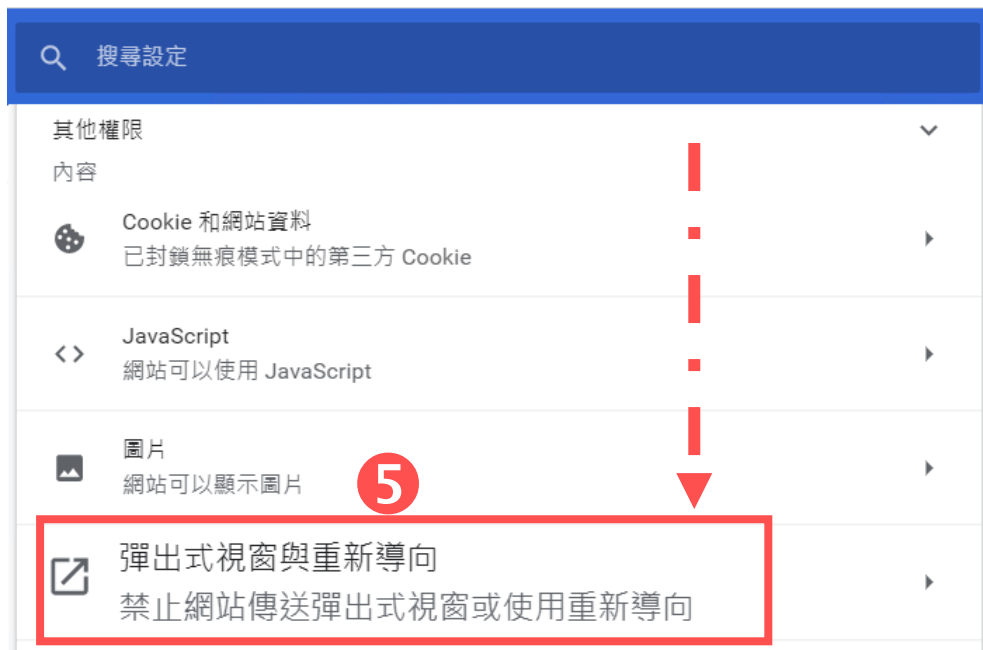 搜尋設定
其他權限
內容
Cookie 和網站資料
已封鎖無痕模式中的第三方 Cookie
JavaScript
網站可以使用 JavaScript
圖片
網站可以顯示圖片
5
彈出式視窗與重新導向
禁止網站傳送彈出式視窗或使用重新導向